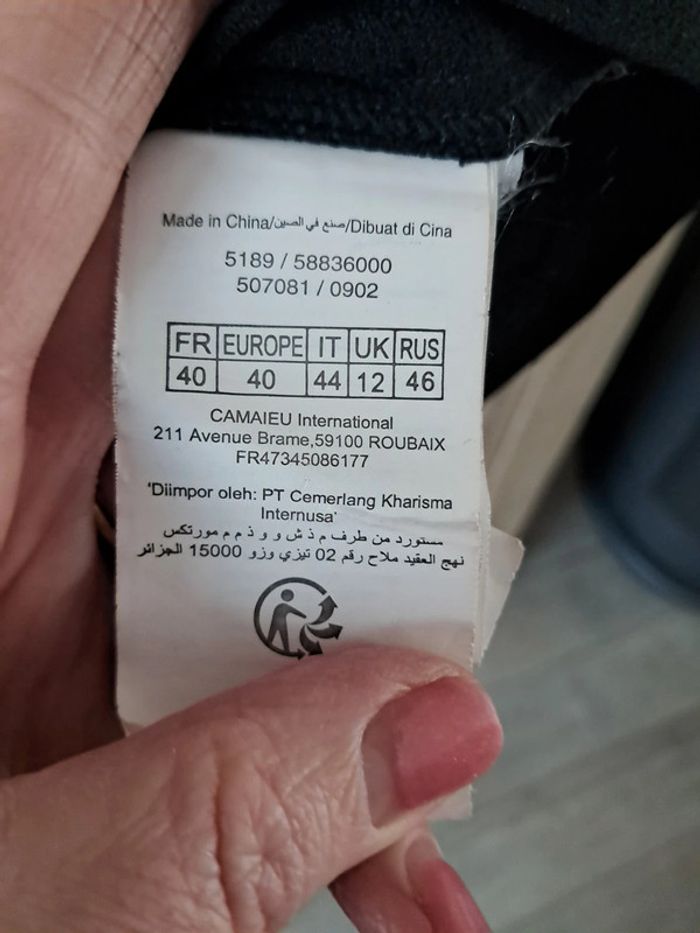 Made in China/صنع في الصين/Dibuat di Cina
5189 / 58836000
507081 / 0902
FR EUROPE IT UK RUS
40 40 44 12 46
CAMAIEU International
211 Avenue Brame,59100 ROUBAIX
FR47345086177
'Diimpor oleh: PT Cemerlang Kharisma
Internusa'
مستورد من طرف م ذ ش و و ذ م م مورتكس
نهج العقيد ملاح رقم 02 تيزي وزو 15000 الجزائر